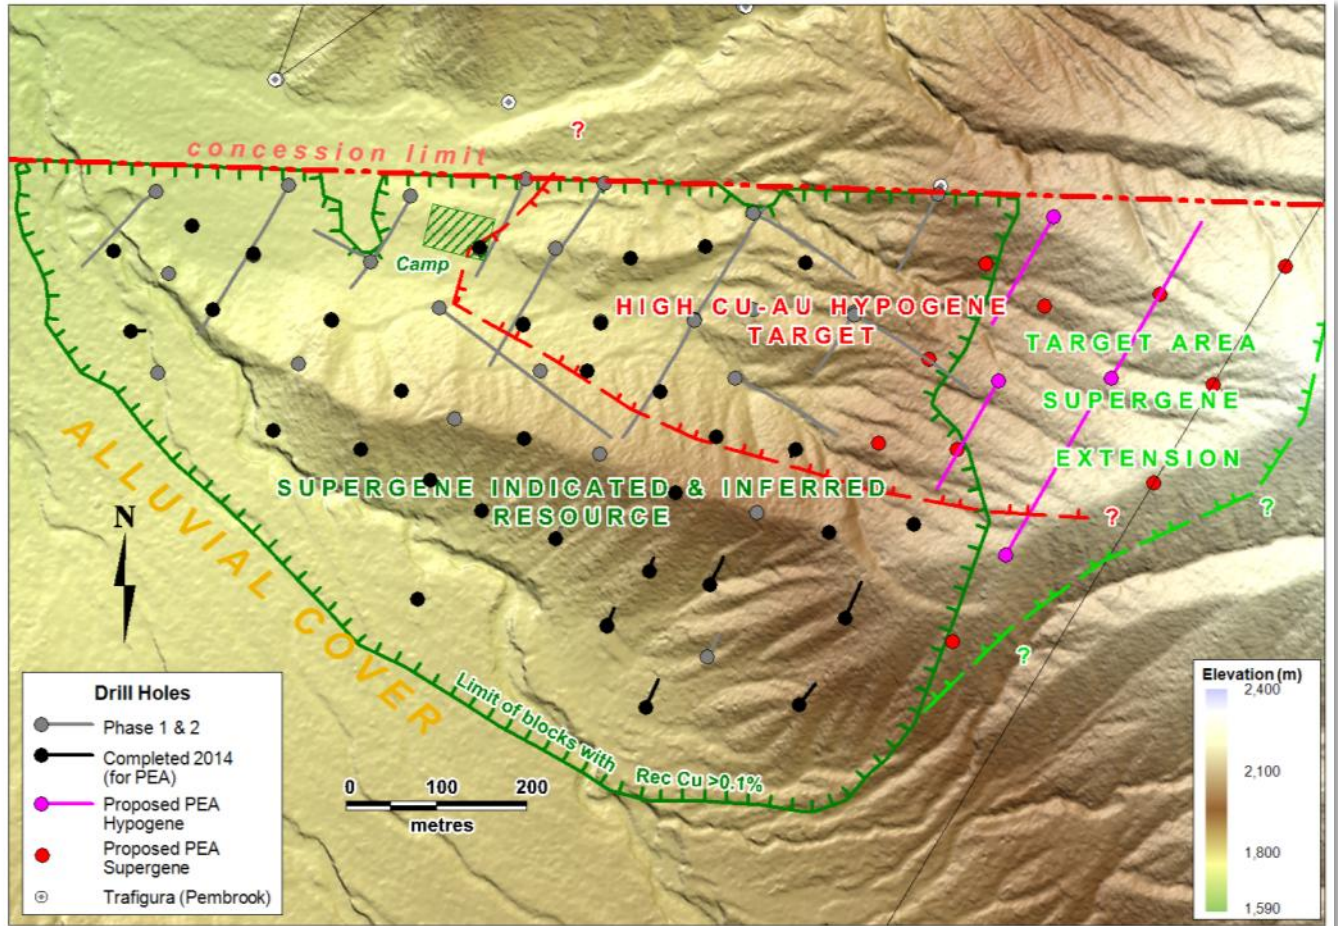 ?
concession limit
Camp
HIGH CU-AU HYPOGENE
TARGET
TARGET AREA
SUPERGENE
EXTENSION
SUPERGENE INDICATED & INFERRED
RESOURCE
?
?
?
ALLUVIAL COVER
N
Limit of blocks with
Rec Cu >0.1%
0 100 200
metres
Drill Holes
Phase 1 & 2
Completed 2014
(for PEA)
Proposed PEA
Hypogene
Proposed PEA
Supergene
Trafigura (Pembrook)
Elevation (m)
2,400
2,100
1,800
1,590